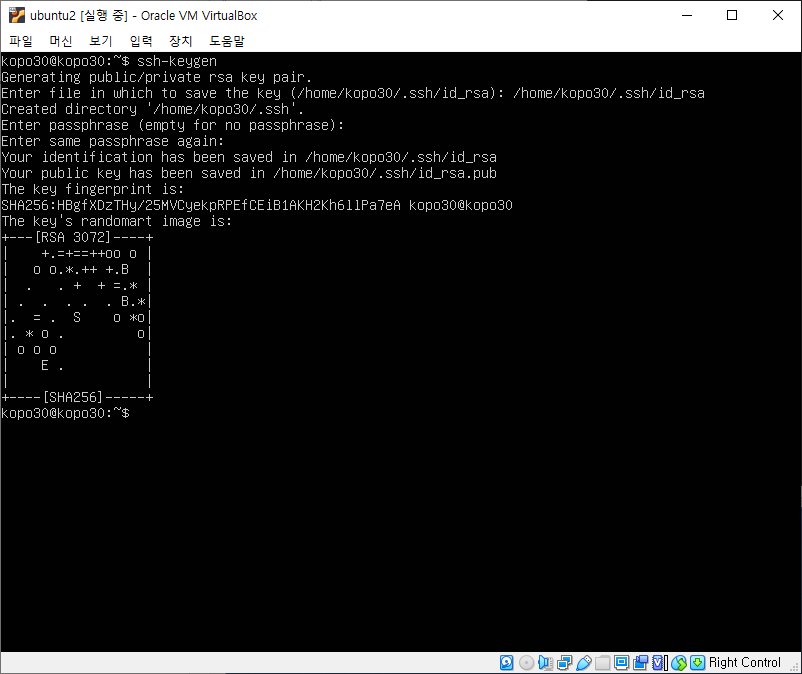 ubuntu2 [실행 중] - Oracle VM VirtualBox
파일 머신 보기 입력 장치 도움말
kopo30@kopo30:~$ ssh-keygen
Generating public/private rsa key pair.
Enter file in which to save the key (/home/kopo30/.ssh/id_rsa): /home/kopo30/.ssh/id_rsa
Created directory '/home/kopo30/.ssh'.
Enter passphrase (empty for no passphrase):
Enter same passphrase again:
Your identification has been saved in /home/kopo30/.ssh/id_rsa
Your public key has been saved in /home/kopo30/.ssh/id_rsa.pub
The key fingerprint is:
SHA256:HBgfXDzTHy/25MVCyekpRPEfCEiB1AKH2Kh6llPa7eA kopo30@kopo30
The key's randomart image is:
+---[RSA 3072]----+
|    +.=+==++oo o |
|   o o.*.++ +.B  |
|  .   . +  + =.* |
| .  .  . .  . B.*|
|.  = .  S    o *o|
|. * o .         o|
| o o o           |
|    E .          |
|                 |
+----[SHA256]-----+
kopo30@kopo30:~$
Right Control